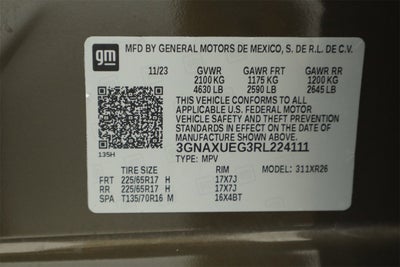 gm
MFD BY GENERAL MOTORS DE MEXICO, S. DE R.L. DE C.V.
11/23 GVWR GAWR FRT GAWR RR
2100 KG 1175 KG 1200 KG
4630 LB 2590 LB 2645 LB
THIS VEHICLE CONFORMS TO ALL
APPLICABLE U.S. FEDERAL MOTOR
VEHICLE SAFETY AND THEFT PREVENTION
STANDARDS IN EFFECT ON THE DATE OF
MANUFACTURE SHOWN ABOVE.
135H
3GNAXUEG3RL224111
TYPE: MPV
TIRE SIZE RIM MODEL: 311XR26
FRT 225/65R17 H 17X7J
RR 225/65R17 H 17X7J
SPA T135/70R16 M 16X4BT